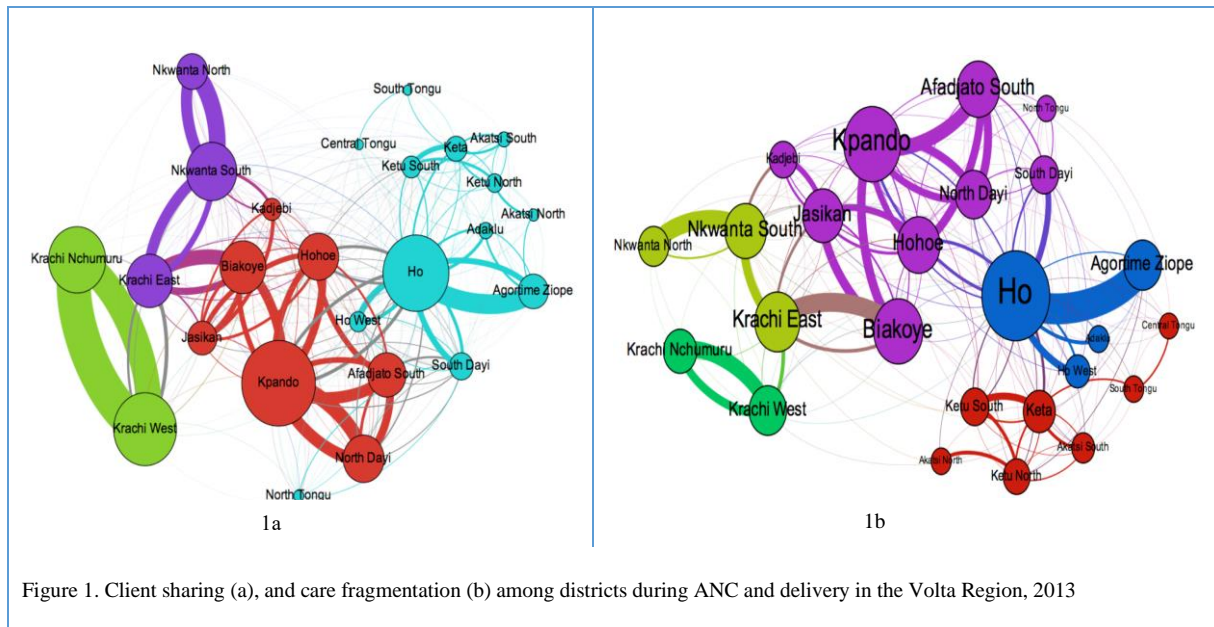 Nkwanta North
South Tongu
Central Tongu
Akatsi South
Keta
Ketu South
Nkwanta South
Ketu North
Kadjebi
Akatsi North
Adaklu
Krachi Nchumuru
Hohoe
Biakoye
Ho
Krachi East
Agortime Ziope
Ho West
Jasikan
South Dayi
Afadjato South
Kpando
Krachi West
North Dayi
North Tongu
1a
Afadjato South
North Tongu
Kpando
Kadjebi
South Dayi
North Dayi
Jasikan
Nkwanta South
Hohoe
Nkwanta North
Agortime Ziope
Ho
Krachi East
Biakoye
Central Tongu
Adaklu
Krachi Nchumuru
Ho West
South Tongu
Krachi West
Ketu South
Keta
Akatsi South
Akatsi North
Ketu North
1b
Figure 1. Client sharing (a), and care fragmentation (b) among districts during ANC and delivery in the Volta Region, 2013